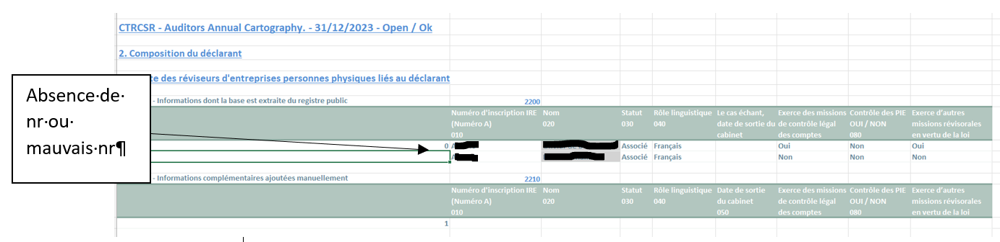 CTRCSR - Auditors Annual Cartography. - 31/12/2023 - Open / Ok
2. Composition du déclarant
te des réviseurs d'entreprises personnes physiques liés au déclarant
Absence·de·
nr·ou·
mauvais·nr¶
- Informations dont la base est extraite du registre public 2200
Numéro d'inscription IRE Nom Statut Rôle linguistique Le cas échant, Exerce des missions Contrôle des PIE Exerce d'autres
(Numéro A) date de sortie du de contrôle légal OUI / NON missions révisorales
010 020 030 040 cabinet des comptes 080 en vertu de la loi
0 A Associé Français Oui Non Oui
A Associé Français Non Non Non
- Informations complémentaires ajoutées manuellement 2210
Numéro d'inscription IRE Nom Statut Rôle linguistique Date de sortie Exerce des missions Contrôle des PIE Exerce d'autres
(Numéro A) 020 030 040 du cabinet de contrôle légal OUI / NON missions révisorales
010 050 des comptes 080 en vertu de la loi
1